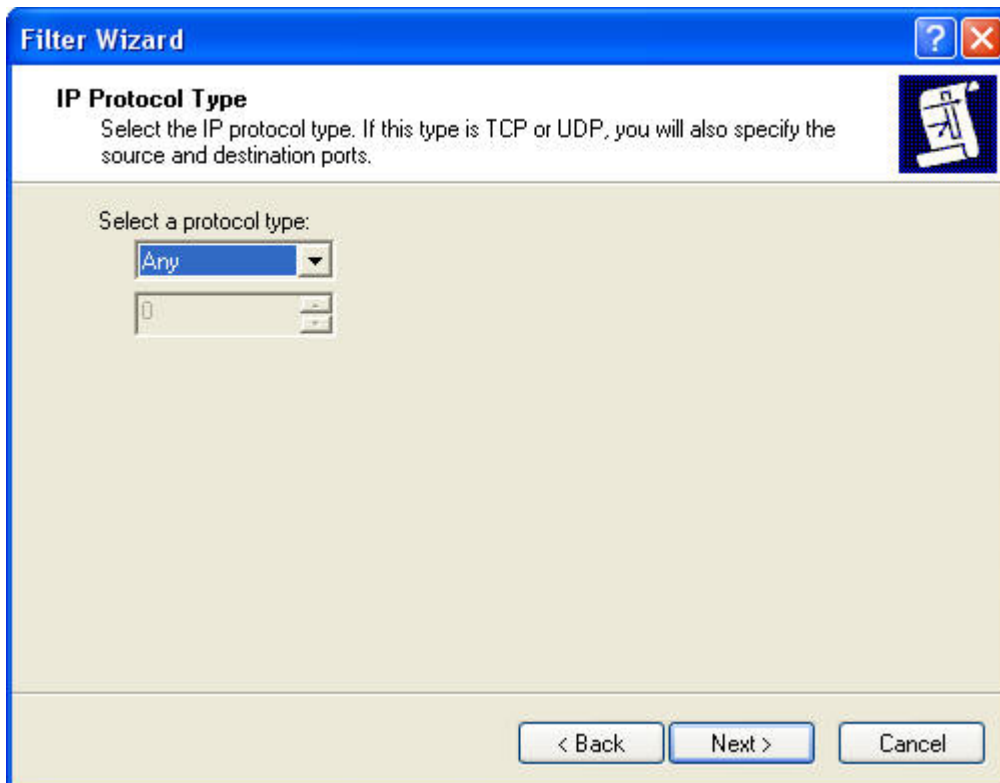 Filter Wizard
IP Protocol Type
Select the IP protocol type. If this type is TCP or UDP, you will also specify the
source and destination ports.
Select a protocol type:
Any
0
< Back
Next >
Cancel